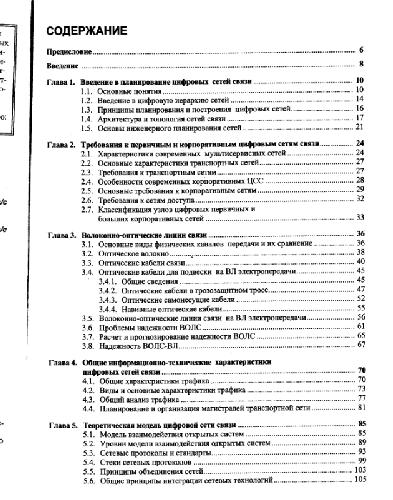 СОДЕРЖАНИЕ
Предисловие 6
Введение 8
Глава 1. Введение в планирование цифровых сетей связи 10
1.1. Основные понятия 10
1.2. Введение в цифровую иерархию сетей 14
1.3. Принципы планирования и построения цифровых сетей 16
1.4. Архитектура и топология сетей связи 17
1.5. Основы инженерного планирования сетей 21
Глава 2. Требования к первичным и корпоративным цифровым сетям связи 24
2.1. Характеристика современных мультисервисных сетей 24
2.2. Основные характеристики транспортных сетей 27
2.3. Требования к транспортным сетям 27
2.4. Особенности современных корпоративных ЦСС 28
2.5. Основные требования к корпоративным сетям 29
2.6. Требования к сетям доступа 32
2.7. Классификация узлов цифровых первичных и
больших корпоративных сетей 33
Глава 3. Волоконно-оптические линии связи 36
3.1. Основные виды физических каналов передачи и их сравнение 36
3.2. Оптическое волокно 38
3.3. Оптические кабели связи 40
3.4. Оптические кабели для подвески на ВЛ электропередачи 45
3.4.1. Общие сведения 45
3.4.2. Оптические кабели в грозозащитном тросе 47
3.4.3. Оптические самонесущие кабели 52
3.4.4. Навивные оптические кабели 55
3.5. Волоконно-оптические линии связи на ВЛ электропередачи 56
3.6. Проблемы надежности ВОЛС 61
3.7. Расчет и прогнозирование надежности ВОЛС 65
3.8. Надежность ВОЛС-ВЛ 67
Глава 4. Общие информационно-технические характеристики
цифровых сетей связи 70
4.1. Общие характеристики трафика 70
4.2. Виды и основные характеристики трафика 73
4.3. Общий анализ трафика 77
4.4. Планирование и организация магистралей транспортной сети 81
Глава 5. Теоретическая модель цифровой сети связи 85
5.1. Модель взаимодействия открытых систем 85
5.2. Уровни модели взаимодействия открытых систем 89
5.3. Сетевые протоколы и стандарты 93
5.4. Стеки сетевых протоколов 99
5.5. Принципы объединения сетей 103
5.6. Общие принципы интеграции сетевых технологий 105